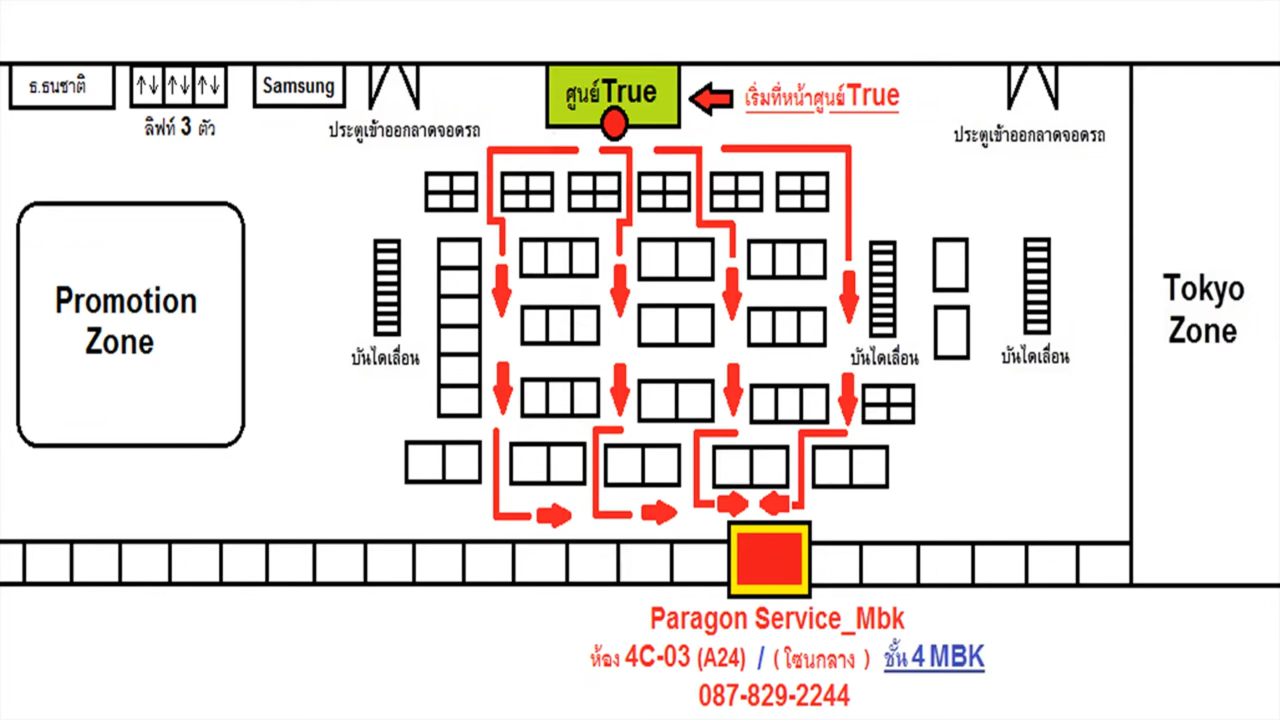 ธ.ธนชาติ
ลิฟท์ 3 ตัว
Samsung
ประตูเข้าออกลาดจอดรถ
ศูนย์True
เริ่มที่หน้าศูนย์True
ประตูเข้าออกลาดจอดรถ
Promotion
Zone
บันไดเลื่อน
บันไดเลื่อน
บันไดเลื่อน
Tokyo
Zone
Paragon Service_Mbk
ห้อง 4C-03 (A24) / ( โซนกลาง ) ชั้น 4 MBK
087-829-2244